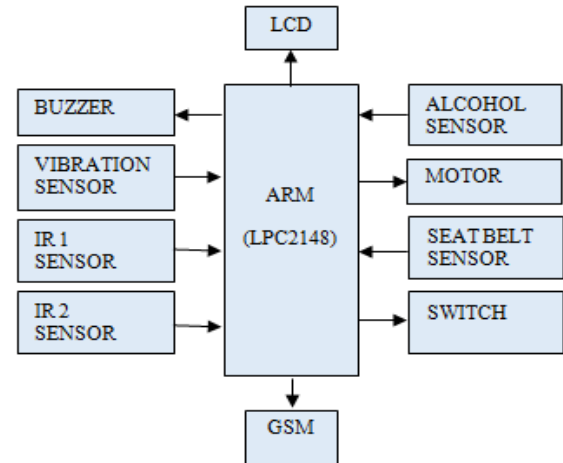 LCD
BUZZER
VIBRATION
SENSOR
IR 1
SENSOR
IR 2
SENSOR
ARM
(LPC2148)
ALCOHOL
SENSOR
MOTOR
SEAT BELT
SENSOR
SWITCH
GSM